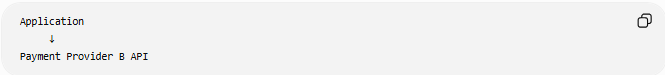 Application
↓
Payment Provider B API